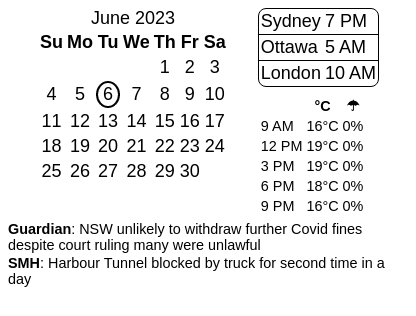 June 2023
Su Mo Tu We Th Fr Sa
1 2 3
4 5 6 7 8 9 10
11 12 13 14 15 16 17
18 19 20 21 22 23 24
25 26 27 28 29 30
Sydney 7 PM
Ottawa 5 AM
London 10 AM
°C ☂
9 AM 16°C 0%
12 PM 19°C 0%
3 PM 19°C 0%
6 PM 18°C 0%
9 PM 16°C 0%
Guardian: NSW unlikely to withdraw further Covid fines
despite court ruling many were unlawful
SMH: Harbour Tunnel blocked by truck for second time in a
day